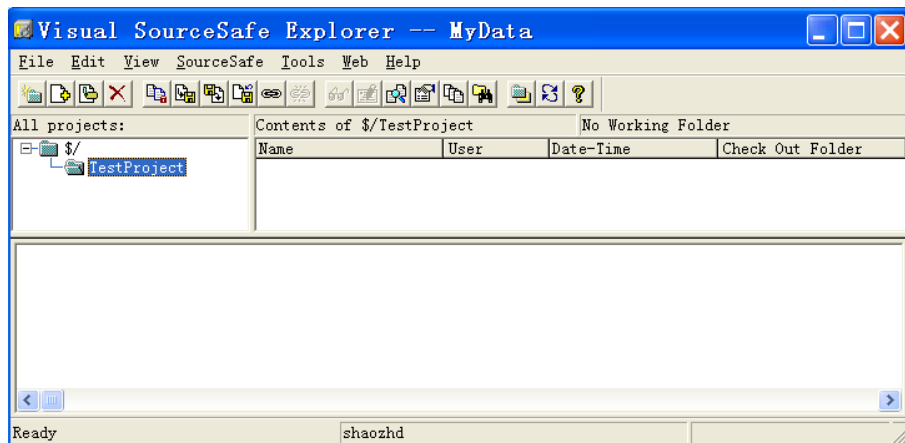 Visual SourceSafe Explorer -- MyData
File Edit View SourceSafe Tools Web Help
All projects: Contents of $/TestProject No Working Folder
$/ Name User Date-Time Check Out Folder
TestProject
Ready shaozhd